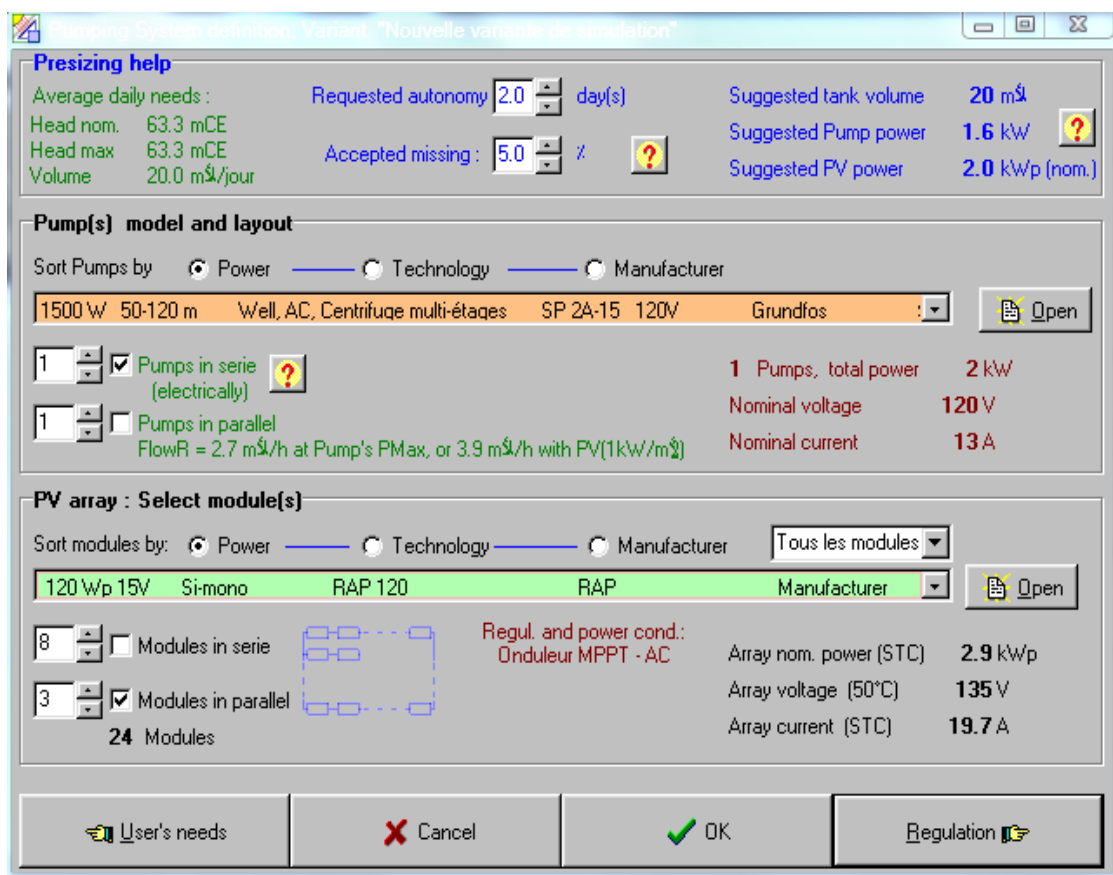 Pumping System definition, Variant "Nouvelle variante de simulation"
Presizing help
Average daily needs :
Head nom. 63.3 mCE
Head max 63.3 mCE
Volume 20.0 m³/jour
Requested autonomy 2.0 day(s)
Accepted missing : 5.0 %
?
Suggested tank volume 20 m³
Suggested Pump power 1.6 kW
?
Suggested PV power 2.0 kWp (nom.)
Pump(s) model and layout
Sort Pumps by Power Technology Manufacturer
1500 W 50-120 m Well, AC, Centrifuge multi-étages SP 2A-15 120V Grundfos
Open
1 Pumps in serie
(electrically)
?
1 Pumps in parallel
FlowR = 2.7 m³/h at Pump's PMax, or 3.9 m³/h with PV(1kW/m²)
1 Pumps, total power 2 kW
Nominal voltage 120 V
Nominal current 13 A
PV array : Select module(s)
Sort modules by: Power Technology Manufacturer Tous les modules
120 Wp 15V Si-mono RAP 120 RAP Manufacturer
Open
8 Modules in serie
3 Modules in parallel
24 Modules
Regul. and power cond.:
Onduleur MPPT - AC
Array nom. power (STC) 2.9 kWp
Array voltage (50°C) 135 V
Array current (STC) 19.7 A
User's needs Cancel OK Regulation